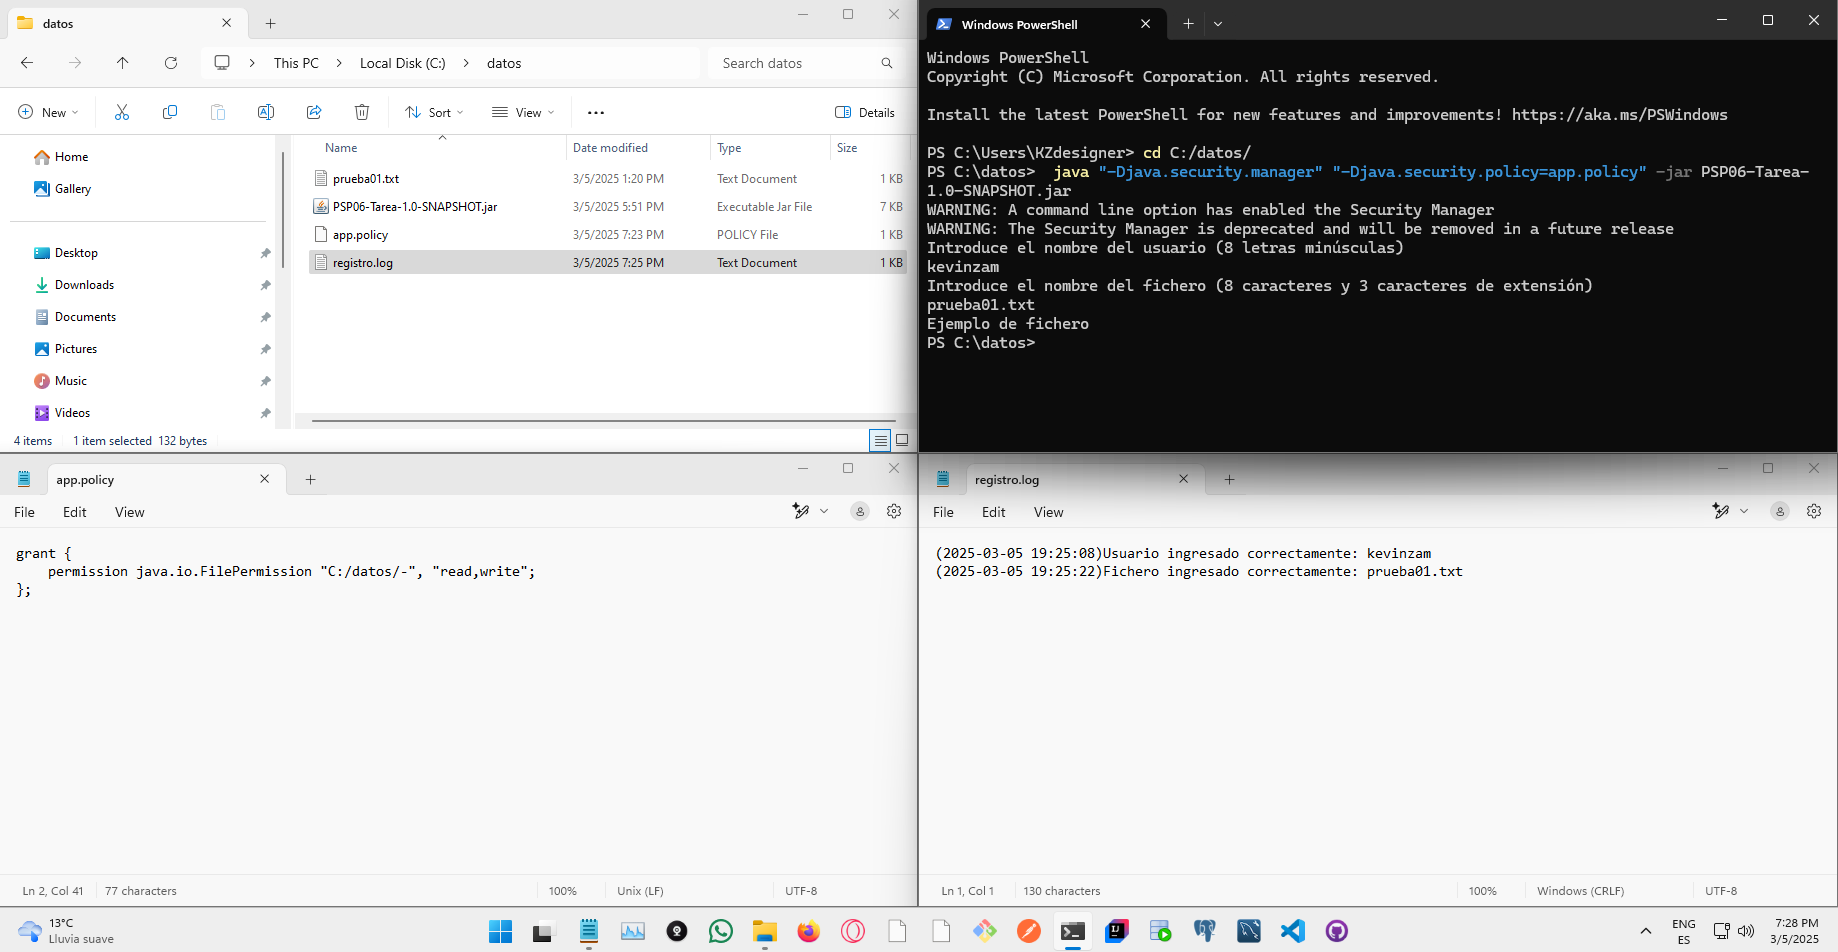 datos
This PC
Local Disk (C:)
datos
Search datos
New
Sort
View
Details
Home
Gallery
Desktop
Downloads
Documents
Pictures
Music
Videos
Name Date modified Type Size
prueba01.txt 3/5/2025 1:20 PM Text Document 1 KB
PSP06-Tarea-1.0-SNAPSHOT.jar 3/5/2025 5:51 PM Executable Jar File 7 KB
app.policy 3/5/2025 7:23 PM POLICY File 1 KB
registro.log 3/5/2025 7:25 PM Text Document 1 KB
4 items 1 item selected 132 bytes
Windows PowerShell
Windows PowerShell
Copyright (C) Microsoft Corporation. All rights reserved.
Install the latest PowerShell for new features and improvements! https://aka.ms/PSWindows
PS C:\Users\KZdesigner> cd C:/datos/
PS C:\datos>  java "-Djava.security.manager" "-Djava.security.policy=app.policy" -jar PSP06-Tarea-
1.0-SNAPSHOT.jar
WARNING: A command line option has enabled the Security Manager
WARNING: The Security Manager is deprecated and will be removed in a future release
Introduce el nombre del usuario (8 letras minúsculas)
kevinzam
Introduce el nombre del fichero (8 caracteres y 3 caracteres de extensión)
prueba01.txt
Ejemplo de fichero
PS C:\datos>
app.policy
File Edit View
grant {
    permission java.io.FilePermission "C:/datos/-", "read,write";
};
Ln 2, Col 41 77 characters 100% Unix (LF) UTF-8
registro.log
File Edit View
(2025-03-05 19:25:08)Usuario ingresado correctamente: kevinzam
(2025-03-05 19:25:22)Fichero ingresado correctamente: prueba01.txt
Ln 1, Col 1 130 characters 100% Windows (CRLF) UTF-8
13°C
Lluvia suave
ENG
ES
7:28 PM
3/5/2025